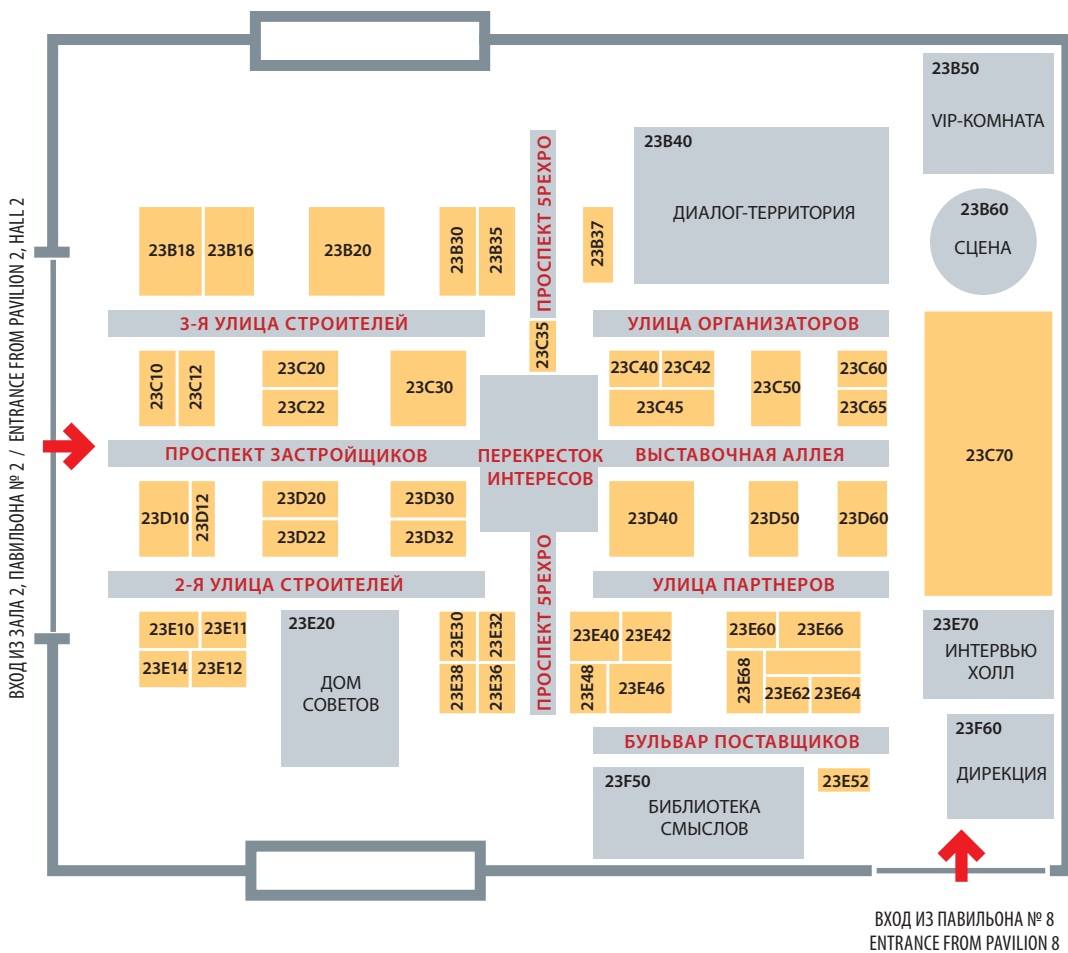 23B50
VIP-КОМНАТА
23B40
ДИАЛОГ-ТЕРРИТОРИЯ
23B60
СЦЕНА
ПРОСПЕКТ 5PEXPO
23B18
23B16
23B20
23B30
23B35
23B37
3-Я УЛИЦА СТРОИТЕЛЕЙ
УЛИЦА ОРГАНИЗАТОРОВ
23C35
23C10
23C12
23C20
23C22
23C30
23C40
23C42
23C45
23C50
23C60
23C65
23C70
ВХОД ИЗ ЗАЛА 2, ПАВИЛЬОНА № 2 / ENTRANCE FROM PAVILION 2, HALL 2
ПРОСПЕКТ ЗАСТРОЙЩИКОВ
ПЕРЕКРЕСТОК
ИНТЕРЕСОВ
ВЫСТАВОЧНАЯ АЛЛЕЯ
23D10
23D12
23D20
23D22
23D30
23D32
23D40
23D50
23D60
2-Я УЛИЦА СТРОИТЕЛЕЙ
ПРОСПЕКТ 5PEXPO
УЛИЦА ПАРТНЕРОВ
23E10
23E11
23E14
23E12
23E20
ДОМ
СОВЕТОВ
23E30
23E32
23E38
23E36
23E40
23E42
23E48
23E46
23E60
23E66
23E68
23E62
23E64
23E70
ИНТЕРВЬЮ
ХОЛЛ
БУЛЬВАР ПОСТАВЩИКОВ
23F60
ДИРЕКЦИЯ
23F50
БИБЛИОТЕКА
СМЫСЛОВ
23E52
ВХОД ИЗ ПАВИЛЬОНА № 8
ENTRANCE FROM PAVILION 8